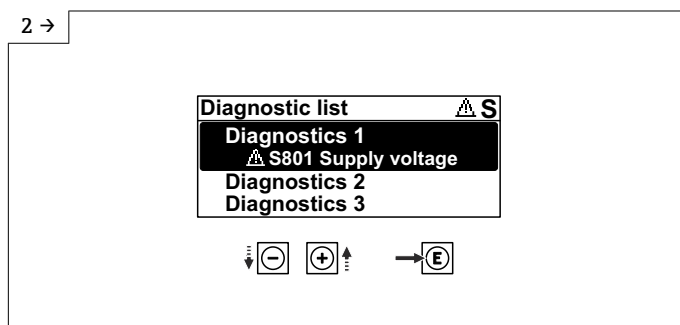 2 →
Diagnostic list ⚠ S
Diagnostics 1
⚠ S801 Supply voltage
Diagnostics 2
Diagnostics 3
− + E